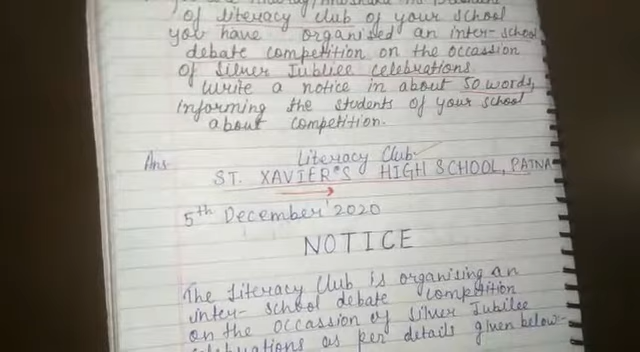 of literacy club of your school
you have organised an inter-school
debate competition on the occassion
of Silver Jubliee celebrations.
Write a notice in about 50 words,
informing the students of your school
about competition.
Ans Literacy Club
ST. XAVIER'S HIGH SCHOOL, PATNA
5th December 2020
NOTICE
The Literacy Club is organising an
inter-school debate competition
on the occassion of Silver Jubilee
celebrations as per details given below-